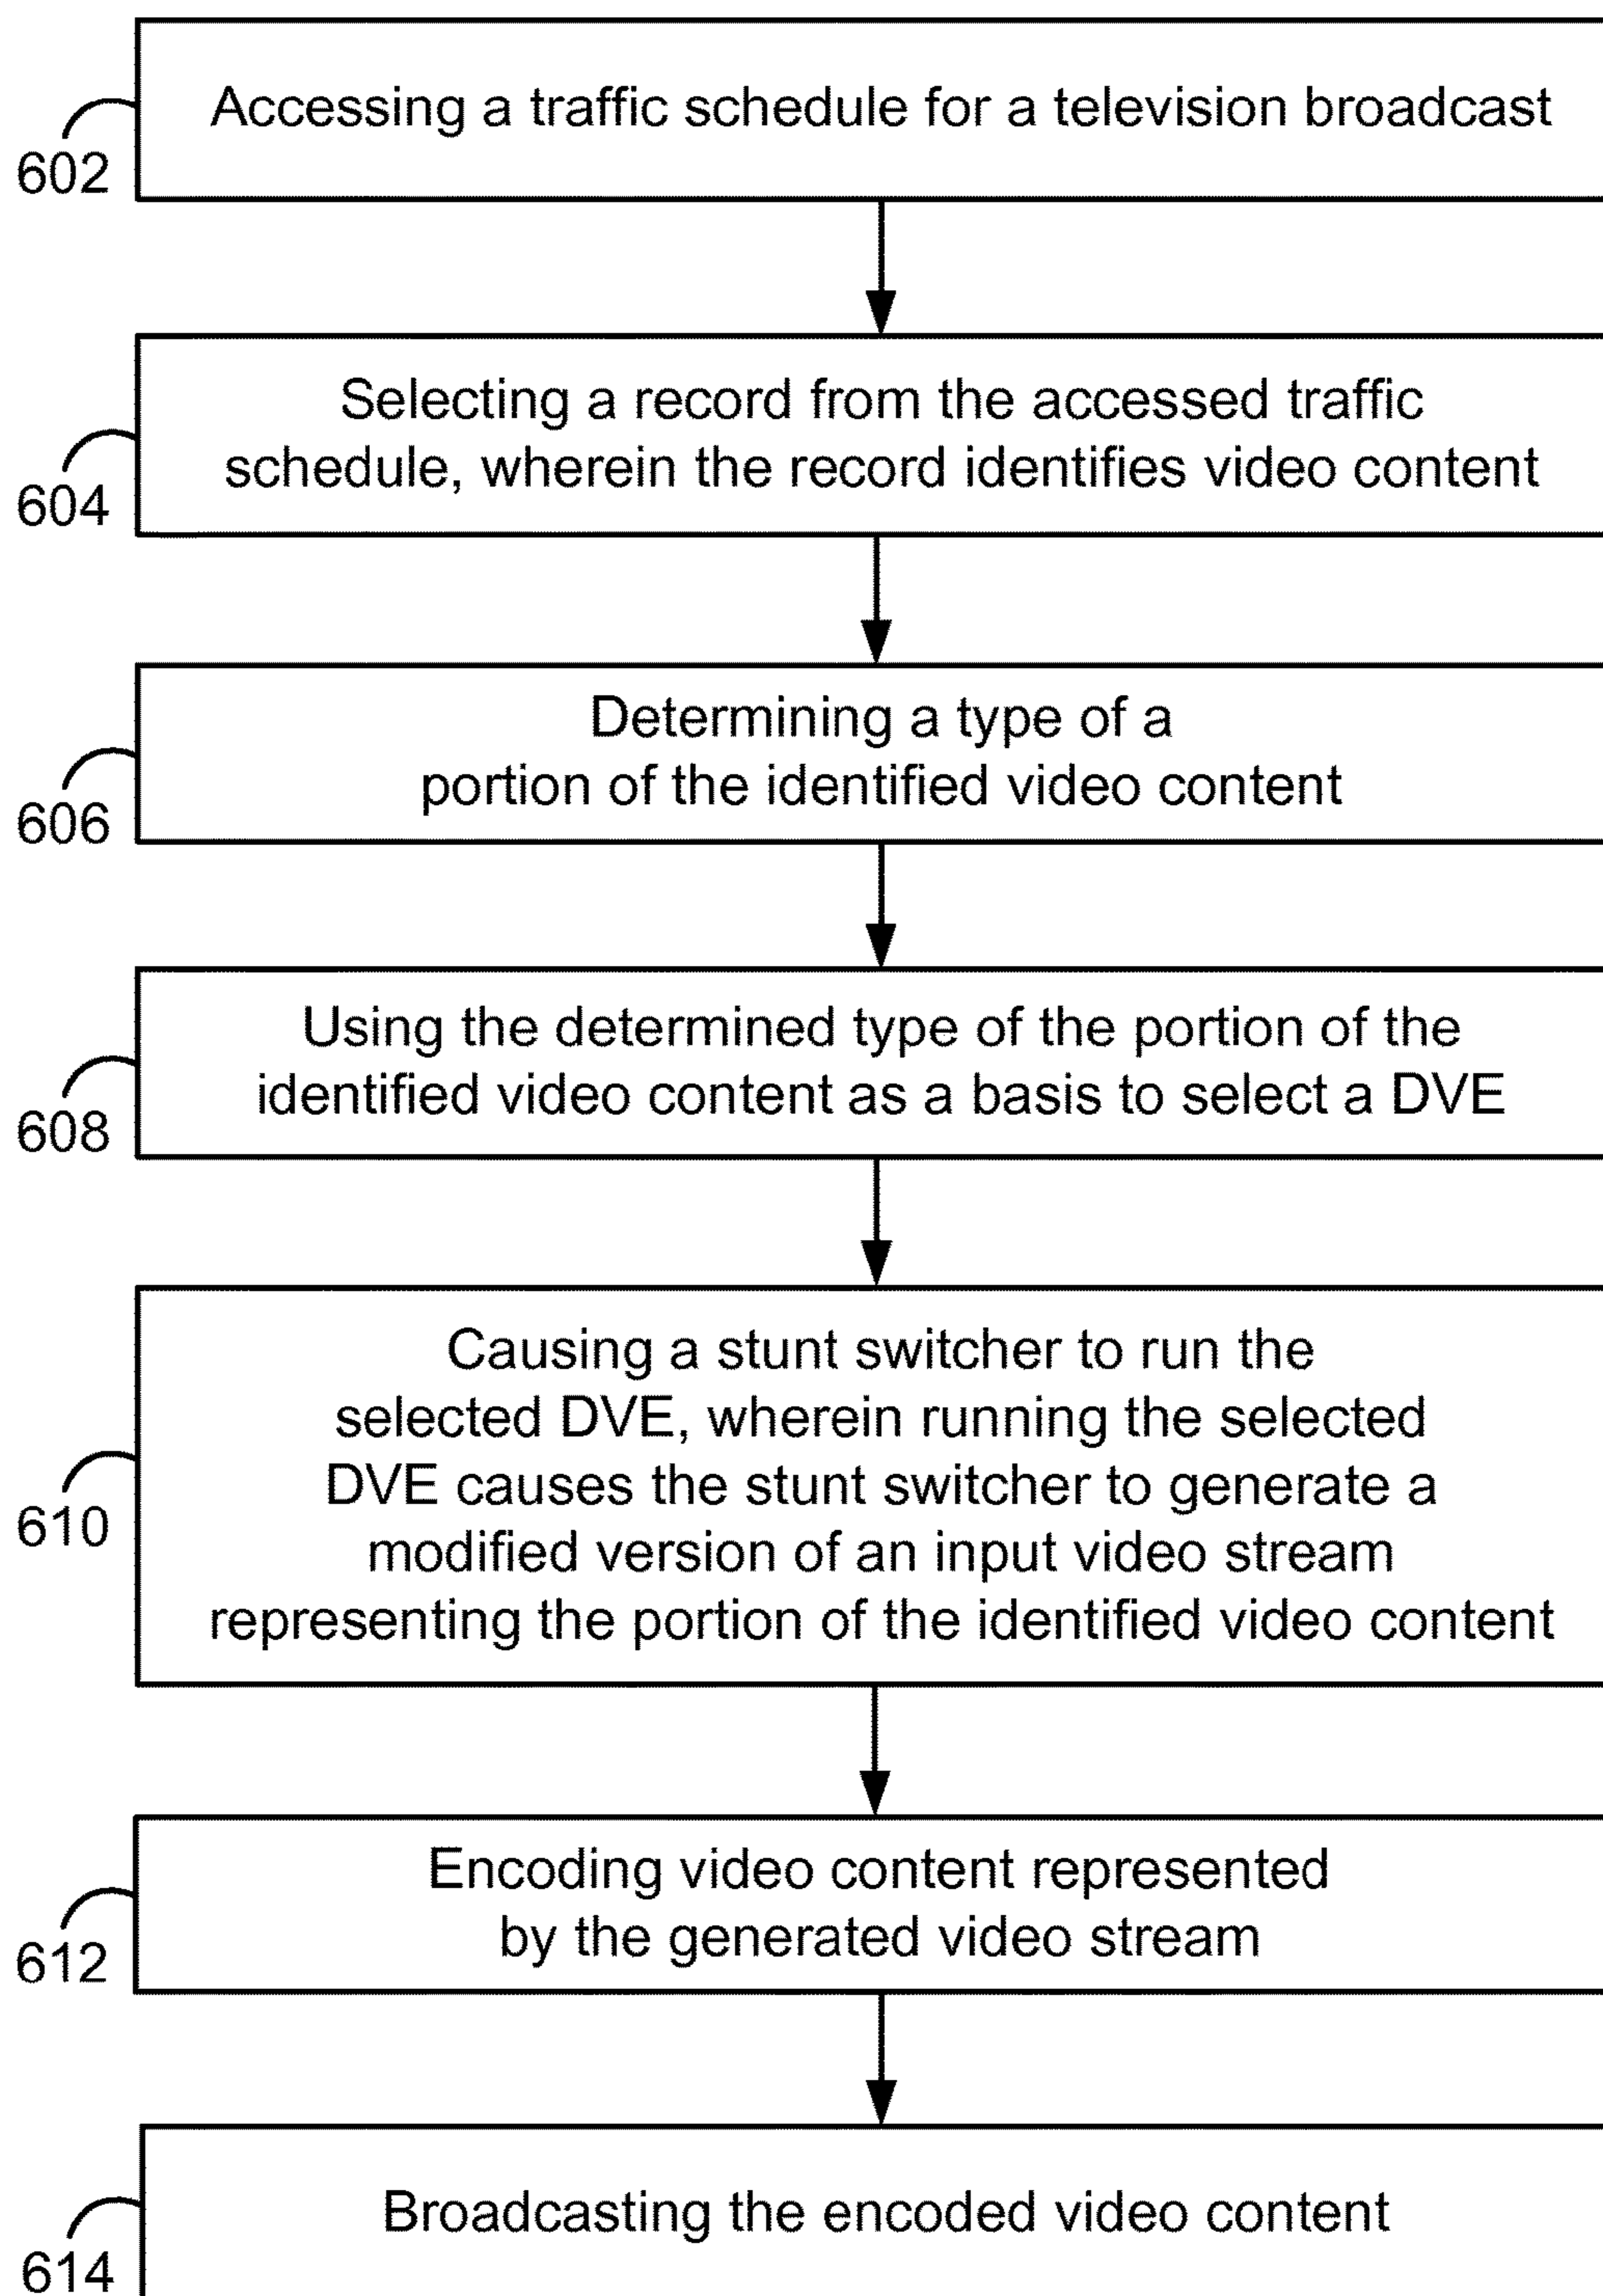 Accessing a traffic schedule for a television broadcast
602
Selecting a record from the accessed traffic
schedule, wherein the record identifies video content
604
Determining a type of a
portion of the identified video content
606
Using the determined type of the portion of the
identified video content as a basis to select a DVE
608
Causing a stunt switcher to run the
selected DVE, wherein running the selected
DVE causes the stunt switcher to generate a
modified version of an input video stream
representing the portion of the identified video content
610
Encoding video content represented
by the generated video stream
612
Broadcasting the encoded video content
614